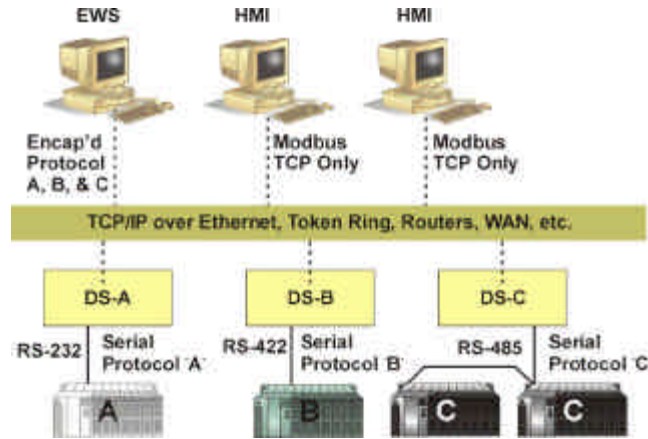 EWS
HMI
HMI
Encap'd
Protocol
A, B, & C
Modbus
TCP Only
Modbus
TCP Only
TCP/IP over Ethernet, Token Ring, Routers, WAN, etc.
DS-A
DS-B
DS-C
RS-232
Serial
Protocol 'A'
RS-422
Serial
Protocol 'B'
RS-485
Serial
Protocol 'C'
A
B
C
C